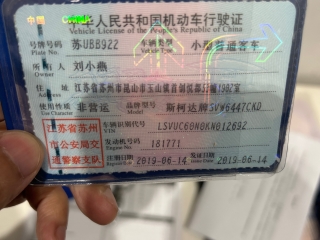 中华人民共和国机动车行驶证
Vehicle License of the People's Republic of China
号牌号码 苏UBB922 车辆类型 小型普通客车
所有人 刘小燕
住址 江苏省苏州市昆山市玉山镇
使用性质 非营运 品牌型号 斯柯达牌SVW6447CKD
Use Character
江苏省苏州
市公安局交
通警察支队
车辆识别代号 LSVUC60N0KN012692
VIN
发动机号码 181771
Engine No.
注册日期 2019-06-14 发证日期 2019-06-14